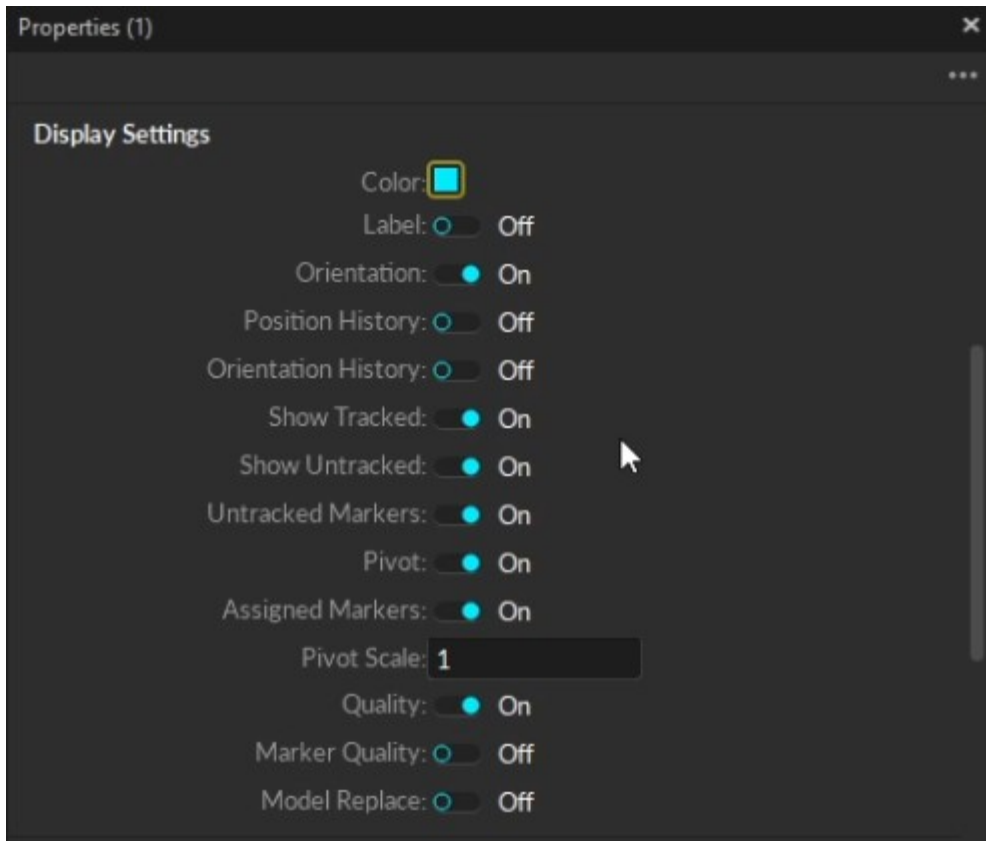 Properties (1)
Display Settings
Color:
Label: Off
Orientation: On
Position History: Off
Orientation History: Off
Show Tracked: On
Show Untracked: On
Untracked Markers: On
Pivot: On
Assigned Markers: On
Pivot Scale: 1
Quality: On
Marker Quality: Off
Model Replace: Off